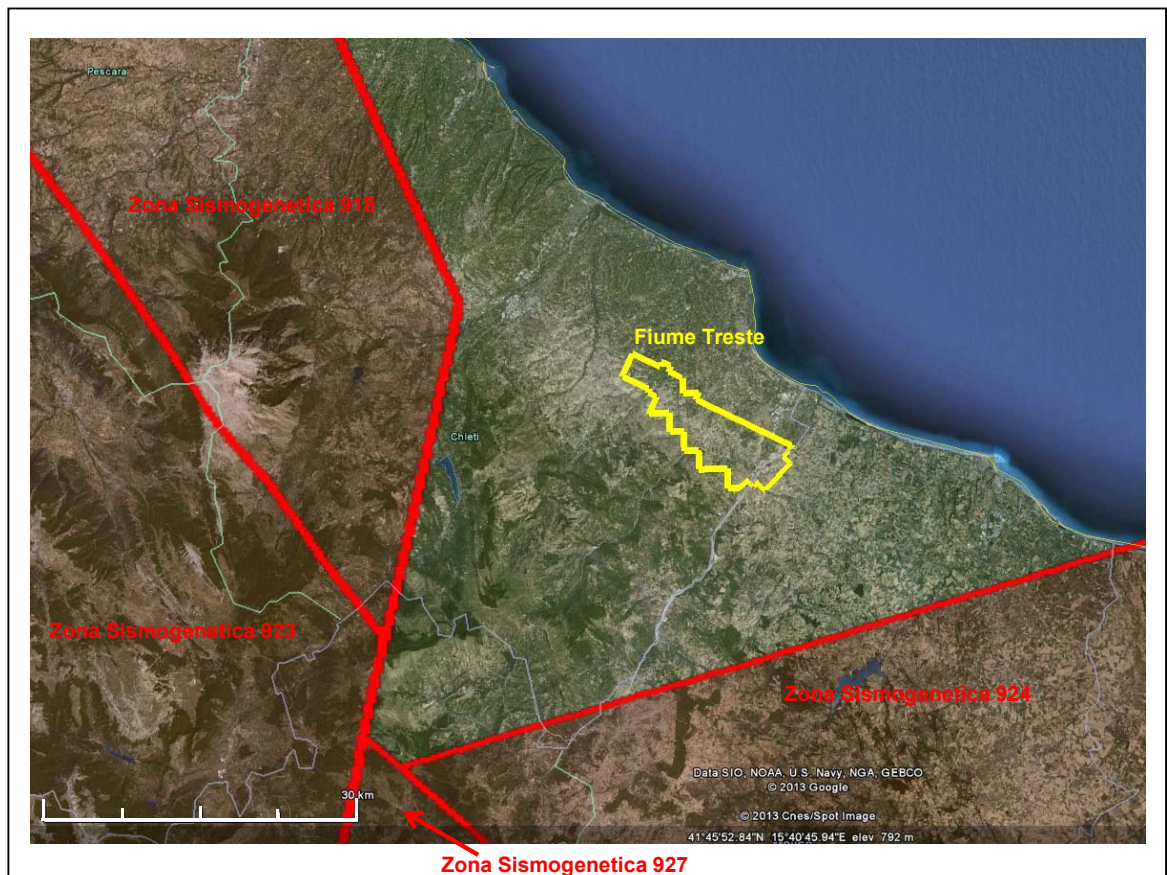 Pescara
Zona Sismogenetica 918
Fiume Treste
Chieti
Zona Sismogenetica 923
Zona Sismogenetica 924
Data SIO, NOAA, U.S. Navy, NGA, GEBCO
© 2013 Google
30 km
© 2013 Cnes/Spot Image
41°45'52.84"N 15°40'45.94"E elev 792 m
Zona Sismogenetica 927